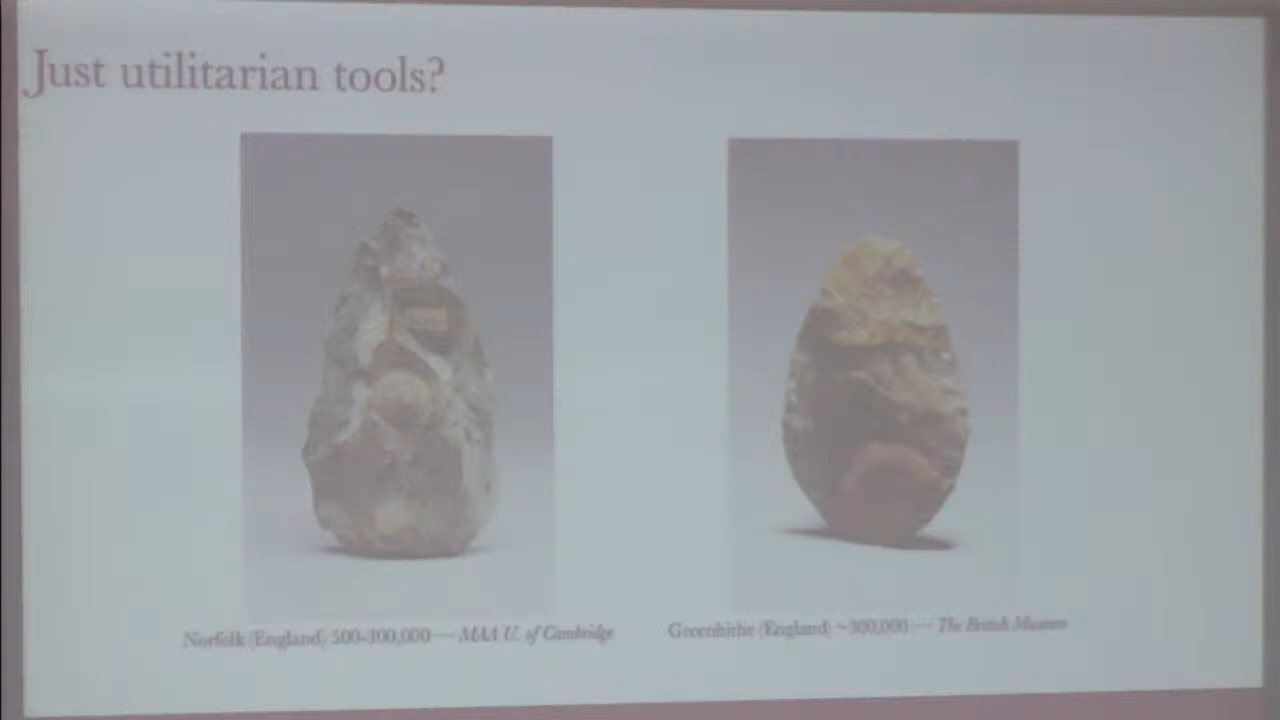 Just utilitarian tools?
Norfolk (England) 500-300,000 — MAA U. of Cambridge
Greenhithe (England) ~300,000 — The British Museum